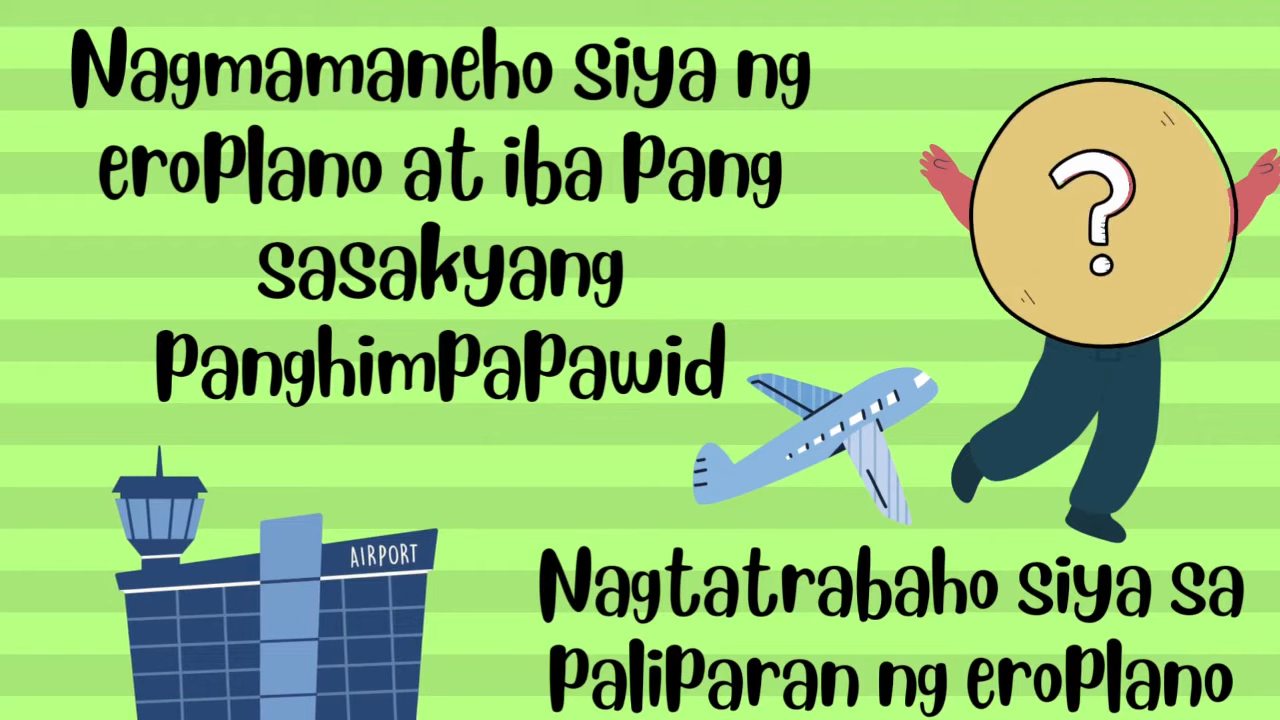 Nagmamaneho siya ng
eroplano at iba pang
sasakyang
panghimpapawid
?
AIRPORT
Nagtatrabaho siya sa
paliparan ng eroplano